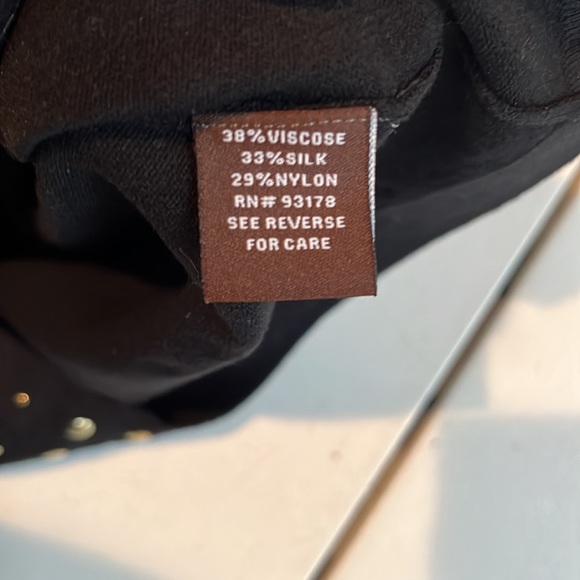 38%VISCOSE
33%SILK
29%NYLON
RN# 93178
SEE REVERSE
FOR CARE